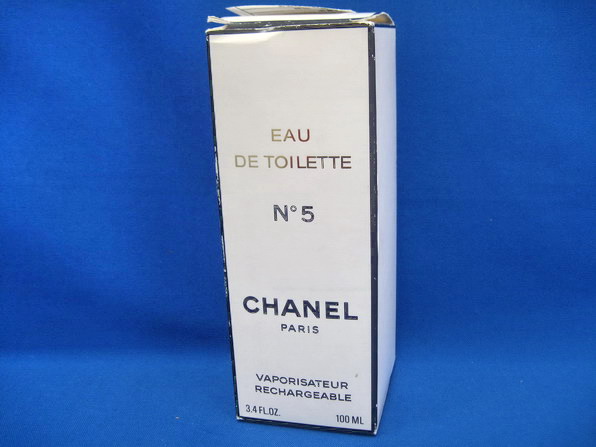 EAU
DE TOILETTE
N°5
CHANEL
PARIS
VAPORISATEUR
RECHARGEABLE
3.4 FL.OZ. 100 ML